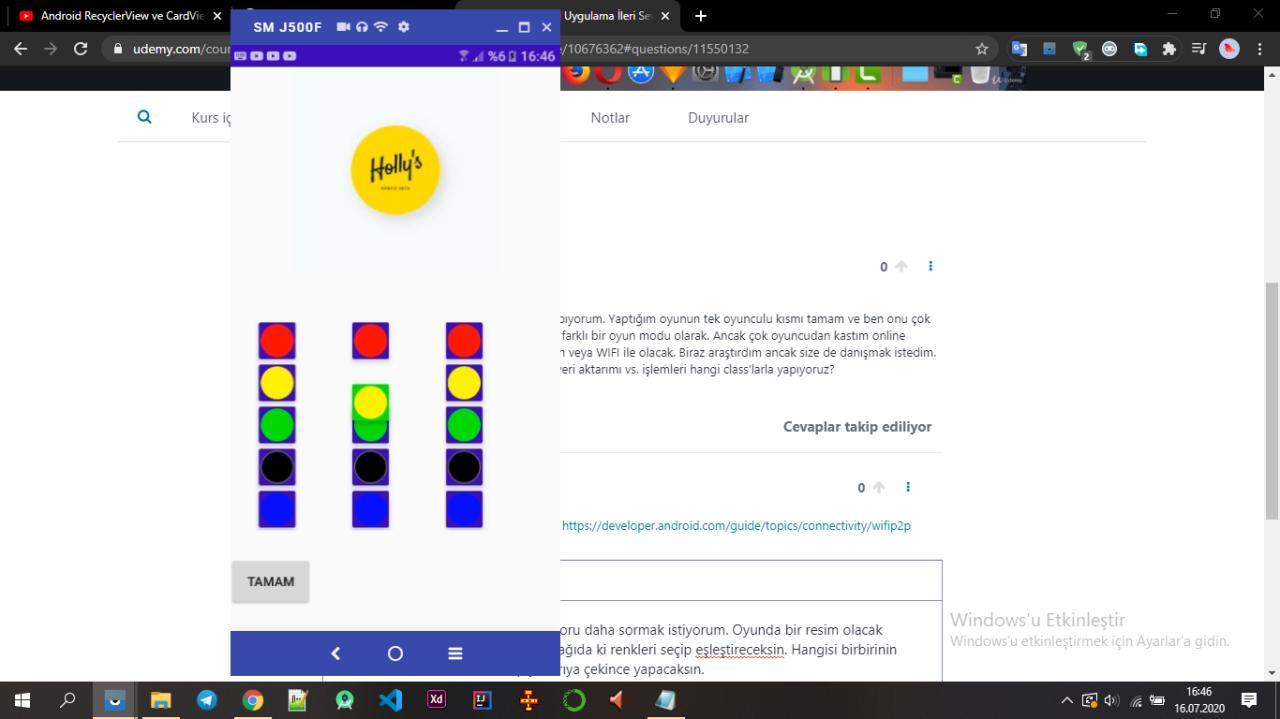 Android RecyclerView ve CardVie
Uygulama İleri Se
SM J500F
udemy.com/cour
/10676362#questions/11550132
2
%6 16:46
Kurs iç
Notlar
Duyurular
Holly's
0
pıyorum. Yaptığım oyunun tek oyunculu kısmı tamam ve ben onu çok
farklı bir oyun modu olarak. Ancak çok oyuncudan kastım online
n veya WIFI ile olacak. Biraz araştırdım ancak size de danışmak istedim.
veri aktarımı vs. işlemleri hangi class'larla yapıyoruz?
Cevaplar takip ediliyor
0
https://developer.android.com/guide/topics/connectivity/wifip2p
TAMAM
oru daha sormak istiyorum. Oyunda bir resim olacak
ağıda ki renkleri seçip eşleştireceksin. Hangisi birbirinin
rıya çekince yapacaksın.
Windows'u Etkinleştir
Windows'u etkinleştirmek için Ayarlar'a gidin.
Xd
IJ
16:46
16.07.2020